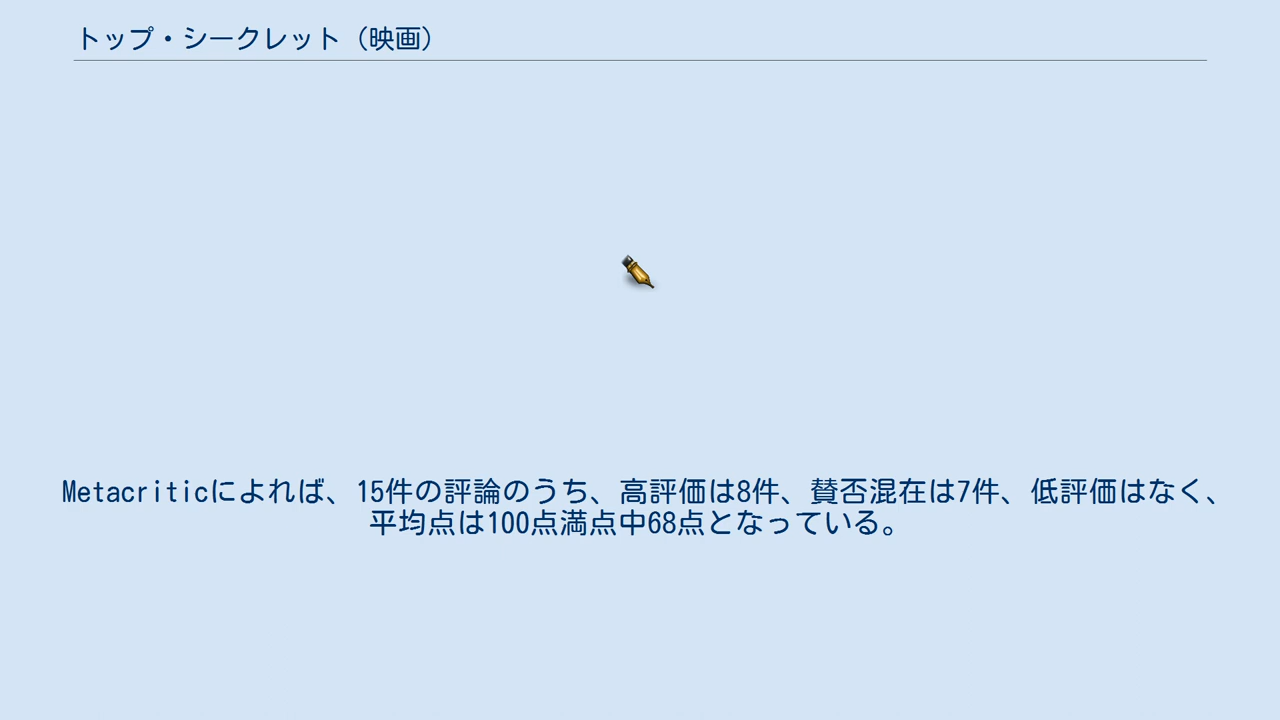 トップ・シークレット（映画）
Metacriticによれば、15件の評論のうち、高評価は8件、賛否混在は7件、低評価はなく、
平均点は100点満点中68点となっている。